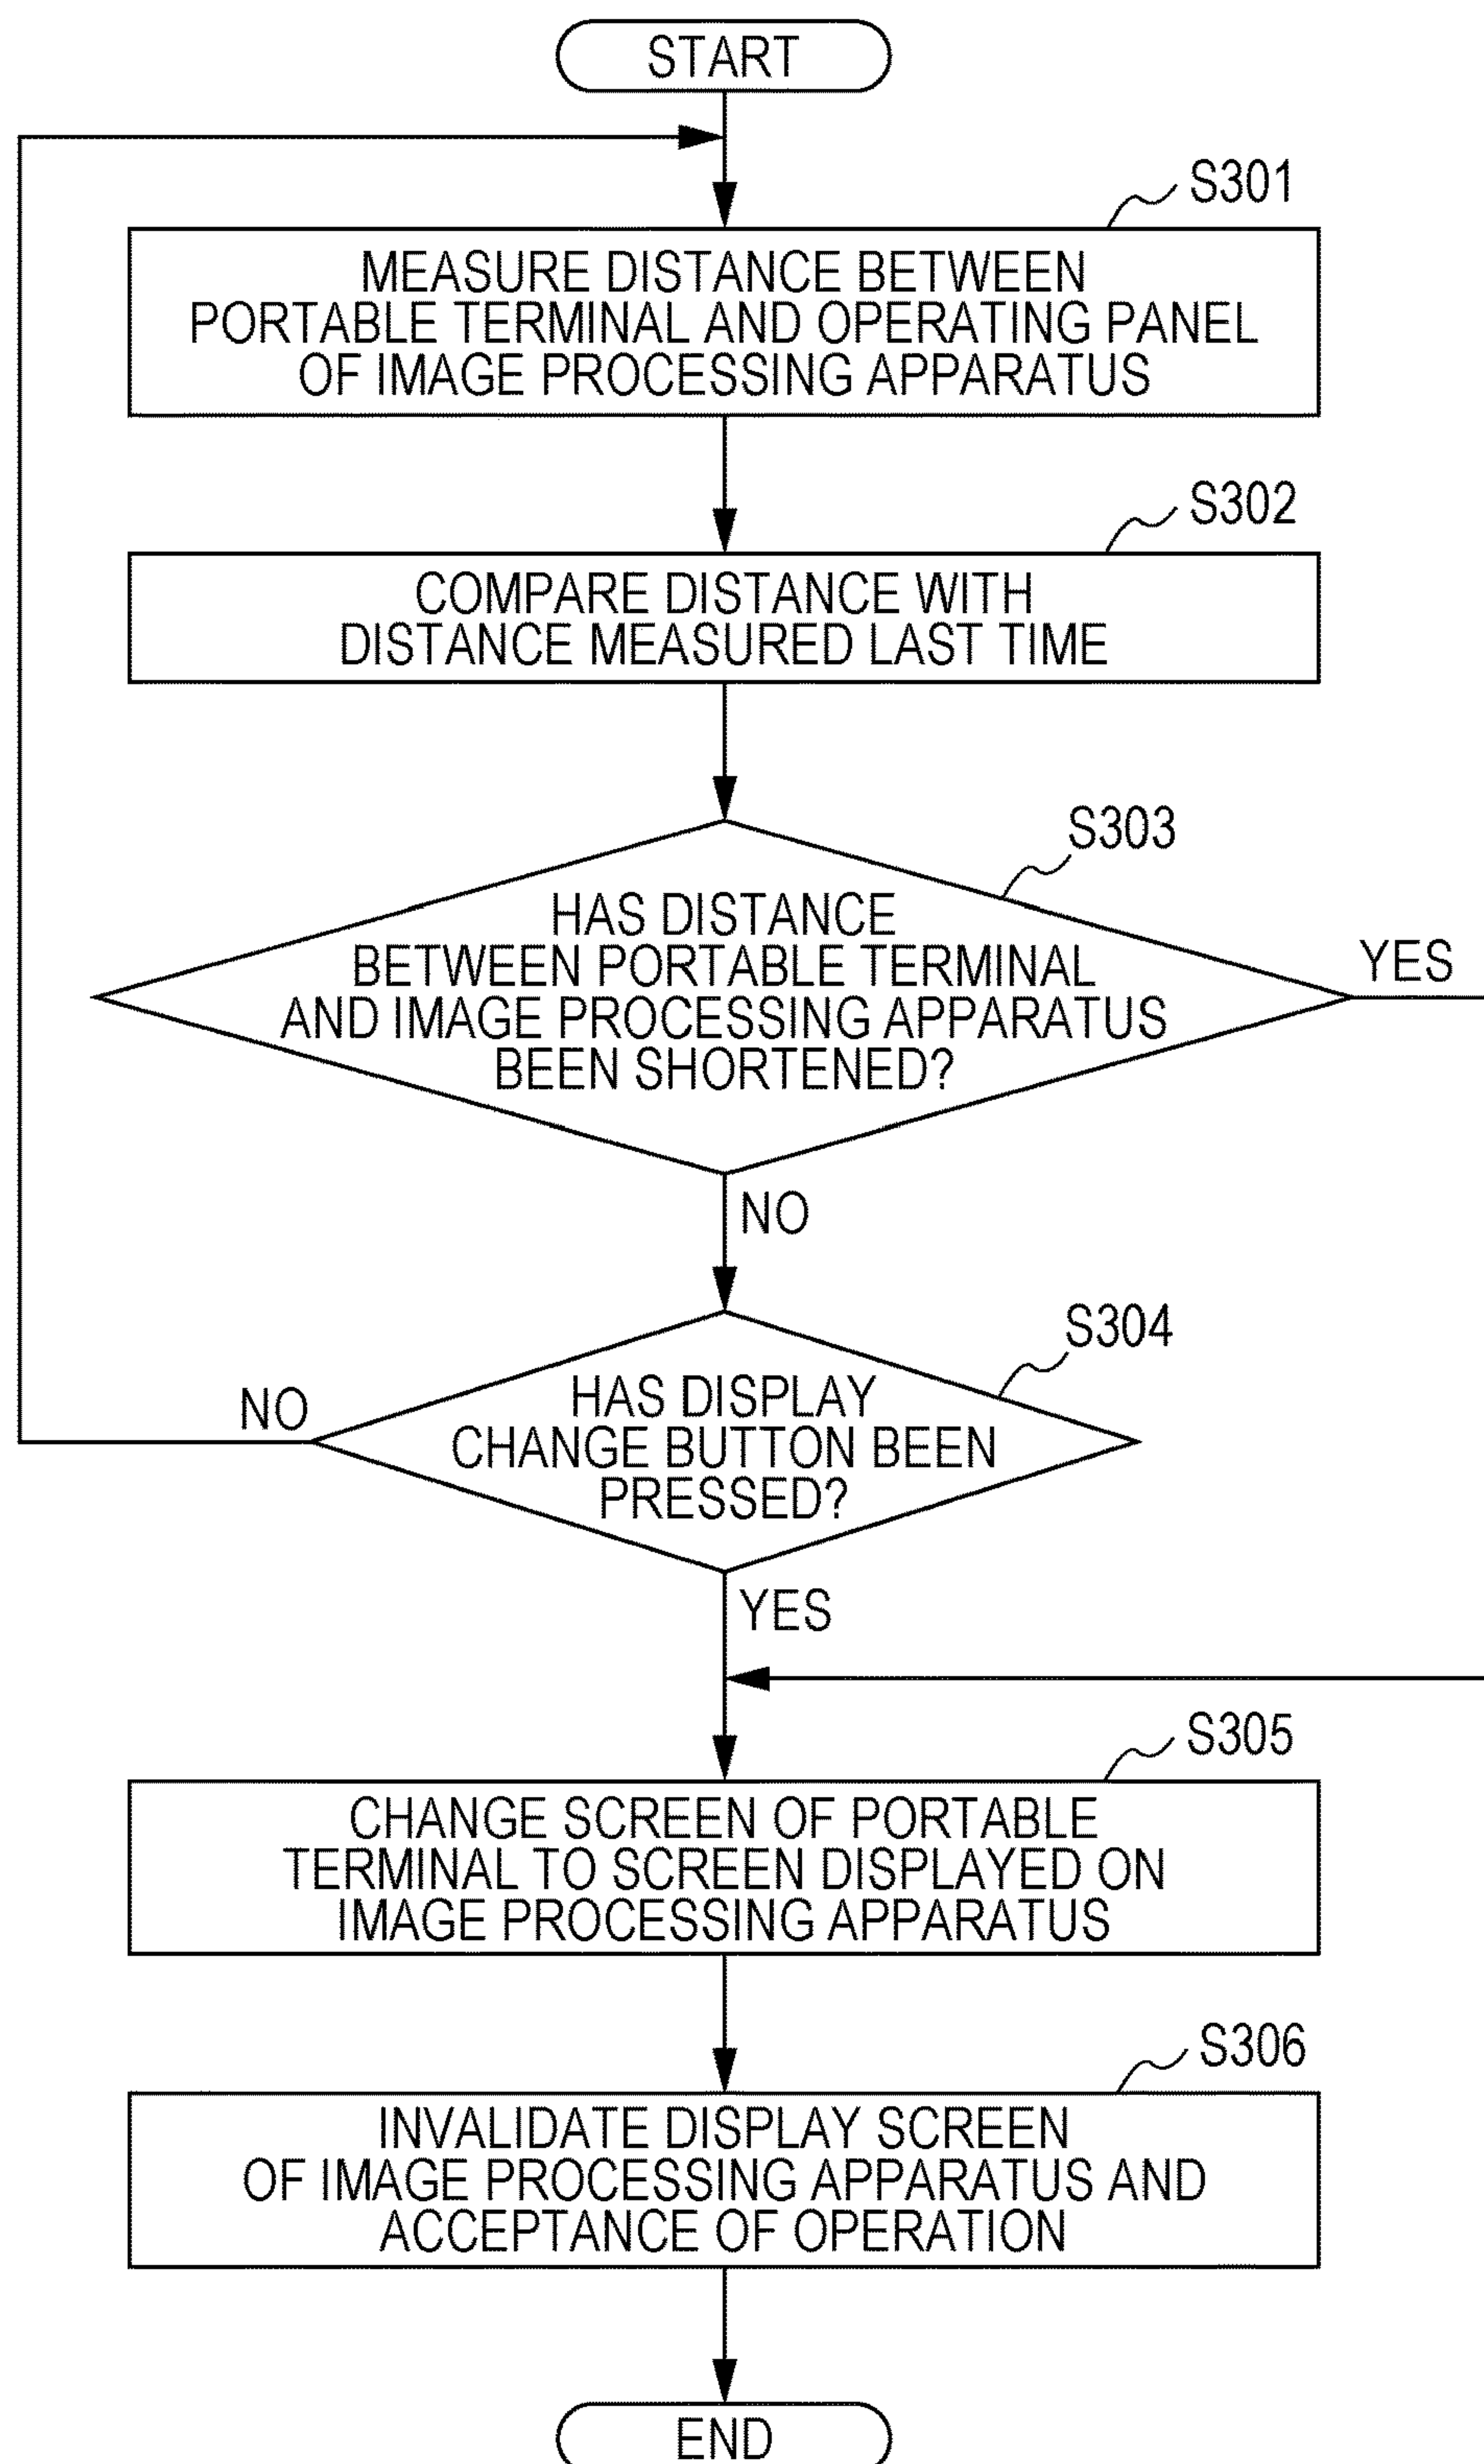 START
S301
MEASURE DISTANCE BETWEEN
PORTABLE TERMINAL AND OPERATING PANEL
OF IMAGE PROCESSING APPARATUS
S302
COMPARE DISTANCE WITH
DISTANCE MEASURED LAST TIME
S303
HAS DISTANCE
BETWEEN PORTABLE TERMINAL
AND IMAGE PROCESSING APPARATUS
BEEN SHORTENED?
YES
NO
S304
HAS DISPLAY
CHANGE BUTTON BEEN
PRESSED?
NO
YES
S305
CHANGE SCREEN OF PORTABLE
TERMINAL TO SCREEN DISPLAYED ON
IMAGE PROCESSING APPARATUS
S306
INVALIDATE DISPLAY SCREEN
OF IMAGE PROCESSING APPARATUS AND
ACCEPTANCE OF OPERATION
END